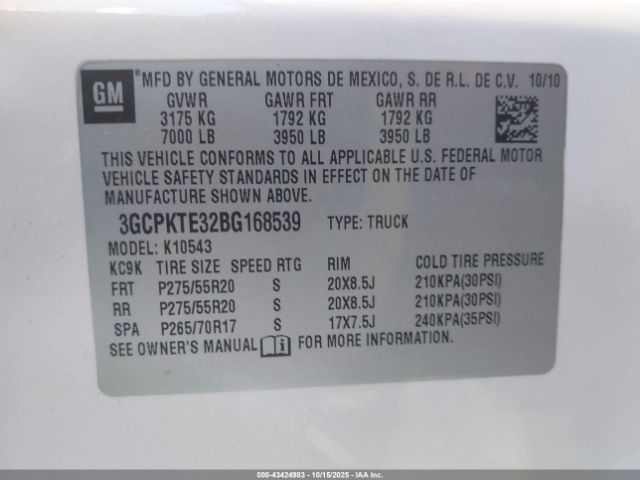 GM
MFD BY GENERAL MOTORS DE MEXICO, S. DE R.L. DE C.V. 10/10
GVWR GAWR FRT GAWR RR
3175 KG 1792 KG 1792 KG
7000 LB 3950 LB 3950 LB
THIS VEHICLE CONFORMS TO ALL APPLICABLE U.S. FEDERAL MOTOR
VEHICLE SAFETY STANDARDS IN EFFECT ON THE DATE OF
MANUFACTURE SHOWN ABOVE.
3GCPKTE32BG168539 TYPE: TRUCK
MODEL: K10543
KC9K TIRE SIZE SPEED RTG RIM COLD TIRE PRESSURE
FRT P275/55R20 S 20X8.5J 210KPA(30PSI)
RR P275/55R20 S 20X8.5J 210KPA(30PSI)
SPA P265/70R17 S 17X7.5J 240KPA(35PSI)
SEE OWNER'S MANUAL FOR MORE INFORMATION.
000-43424983 - 10/15/2025 - IAA, Inc.